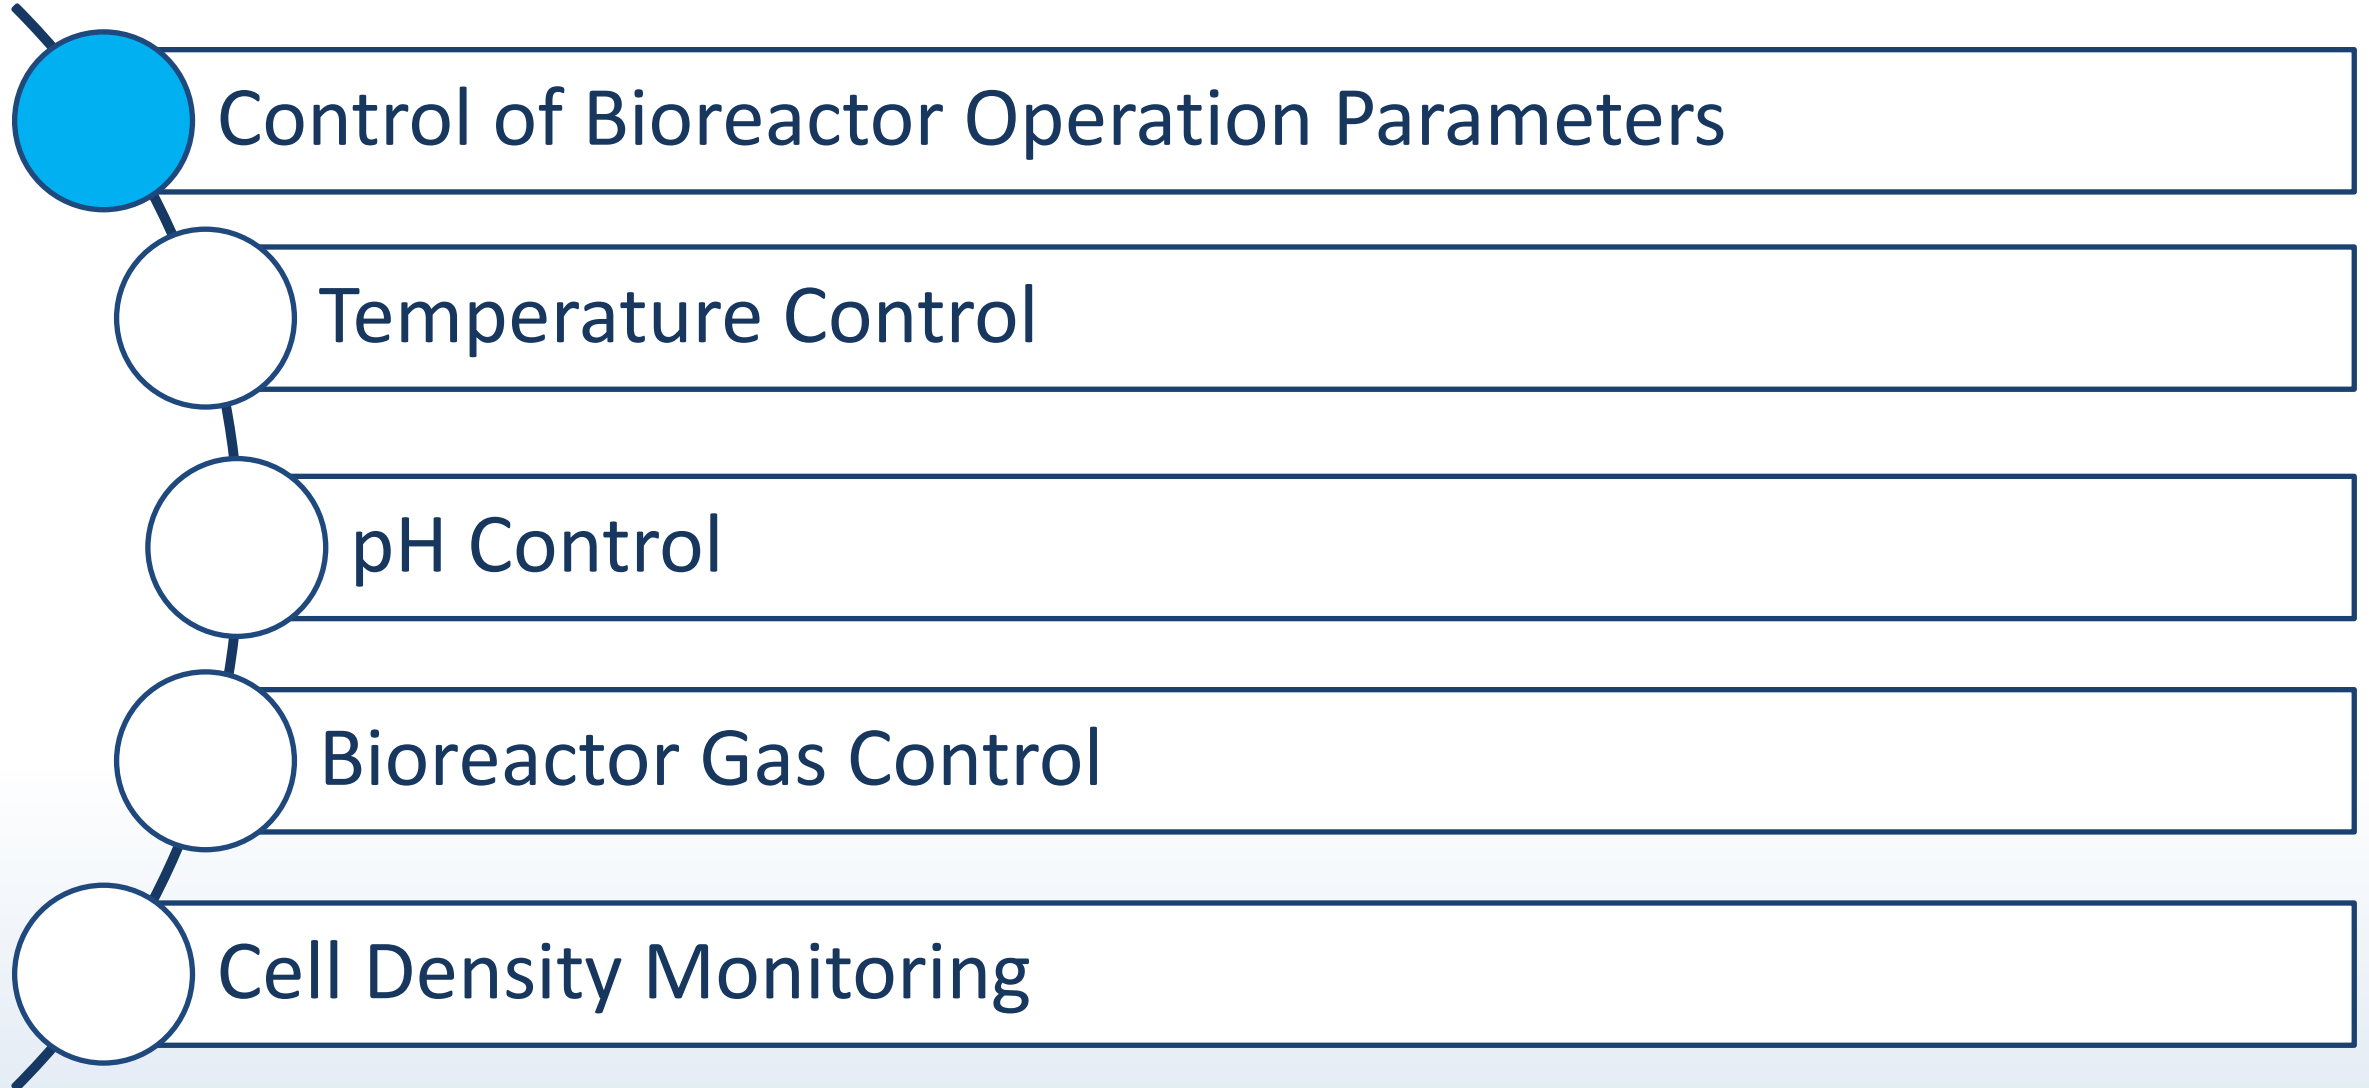 Control of Bioreactor Operation Parameters
Temperature Control
pH Control
Bioreactor Gas Control
Cell Density Monitoring